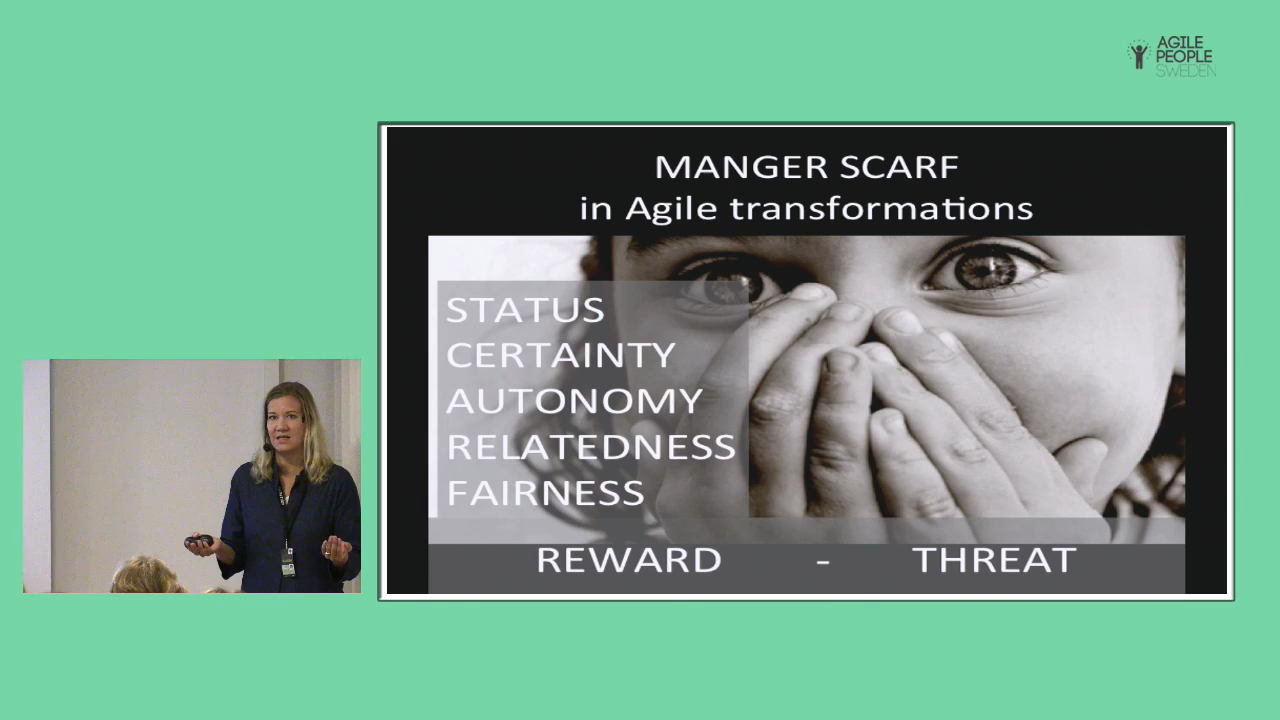 AGILE
PEOPLE
SWEDEN
MANGER SCARF
in Agile transformations
STATUS
CERTAINTY
AUTONOMY
RELATEDNESS
FAIRNESS
REWARD - THREAT